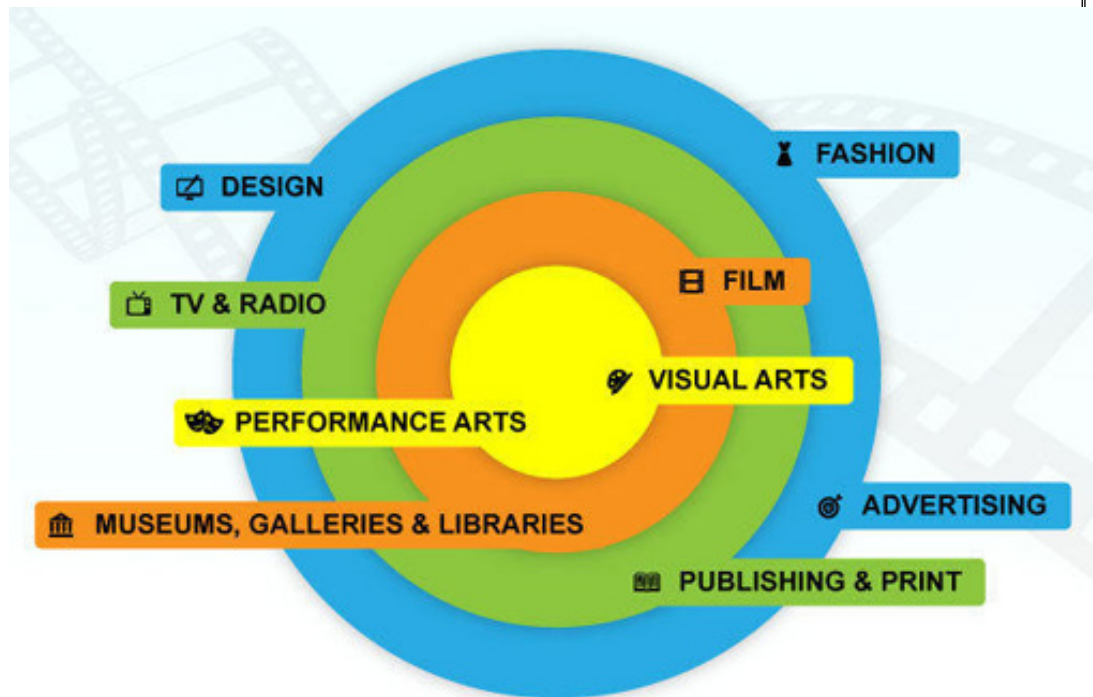 FASHION
DESIGN
FILM
TV & RADIO
VISUAL ARTS
PERFORMANCE ARTS
ADVERTISING
MUSEUMS, GALLERIES & LIBRARIES
PUBLISHING & PRINT